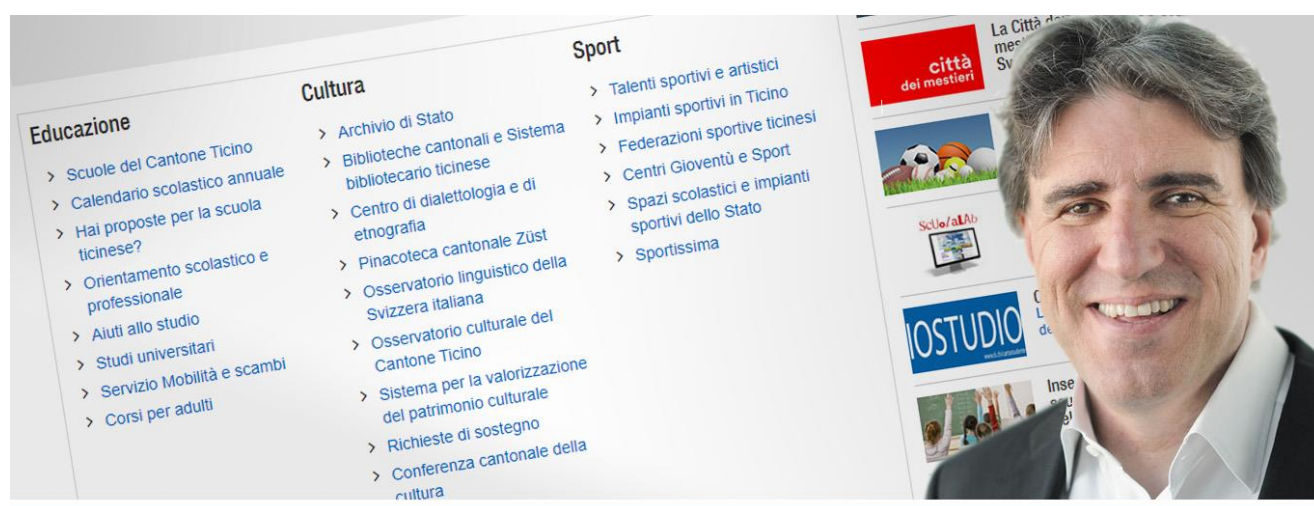 Educazione
Scuole del Cantone Ticino
Calendario scolastico annuale
Hai proposte per la scuola
ticinese?
Orientamento scolastico e
professionale
Aiuti allo studio
Studi universitari
Servizio Mobilità e scambi
Corsi per adulti
Cultura
Archivio di Stato
Biblioteche cantonali e Sistema
bibliotecario ticinese
Centro di dialettologia e di
etnografia
Pinacoteca cantonale Züst
Osservatorio linguistico della
Svizzera italiana
Osservatorio culturale del
Cantone Ticino
Sistema per la valorizzazione
del patrimonio culturale
Richieste di sostegno
Conferenza cantonale della
cultura
Sport
Talenti sportivi e artistici
Impianti sportivi in Ticino
Federazioni sportive ticinesi
Centri Gioventù e Sport
Spazi scolastici e impianti
sportivi dello Stato
Sportissima
città
dei mestieri
La Città
ScUo/aLAb
IOSTUDIO